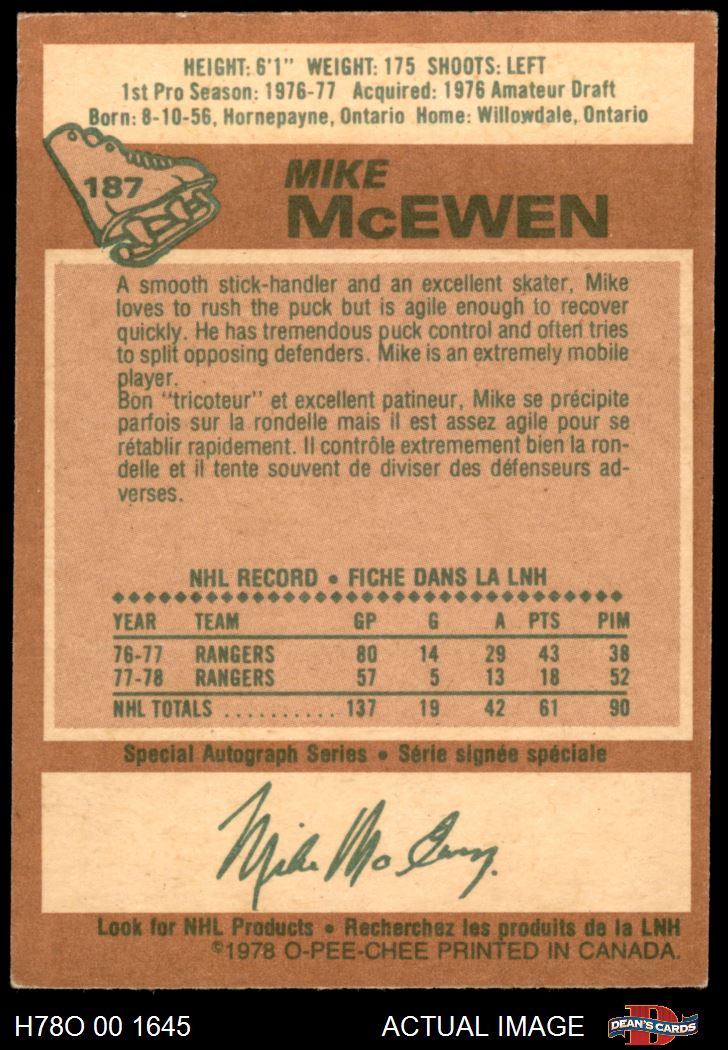 HEIGHT: 6'1" WEIGHT: 175 SHOOTS: LEFT
1st Pro Season: 1976-77 Acquired: 1976 Amateur Draft
Born: 8-10-56, Hornepayne, Ontario Home: Willowdale, Ontario
187
MIKE
McEWEN
A smooth stick-handler and an excellent skater, Mike
loves to rush the puck but is agile enough to recover
quickly. He has tremendous puck control and often tries
to split opposing defenders. Mike is an extremely mobile
player.
Bon "tricoteur" et excellent patineur, Mike se précipite
parfois sur la rondelle mais il est assez agile pour se
rétablir rapidement. Il contrôle extremement bien la ron-
delle et il tente souvent de diviser des défenseurs ad-
verses.
NHL RECORD • FICHE DANS LA LNH
YEAR TEAM GP G A PTS PIM
76-77 RANGERS 80 14 29 43 38
77-78 RANGERS 57 5 13 18 52
NHL TOTALS .......... 137 19 42 61 90
Special Autograph Series • Série signée spéciale
Mike McEwen
Look for NHL Products • Recherchez les produits de la LNH
©1978 O-PEE-CHEE PRINTED IN CANADA.
H78O 00 1645 ACTUAL IMAGE D DEAN'S CARDS